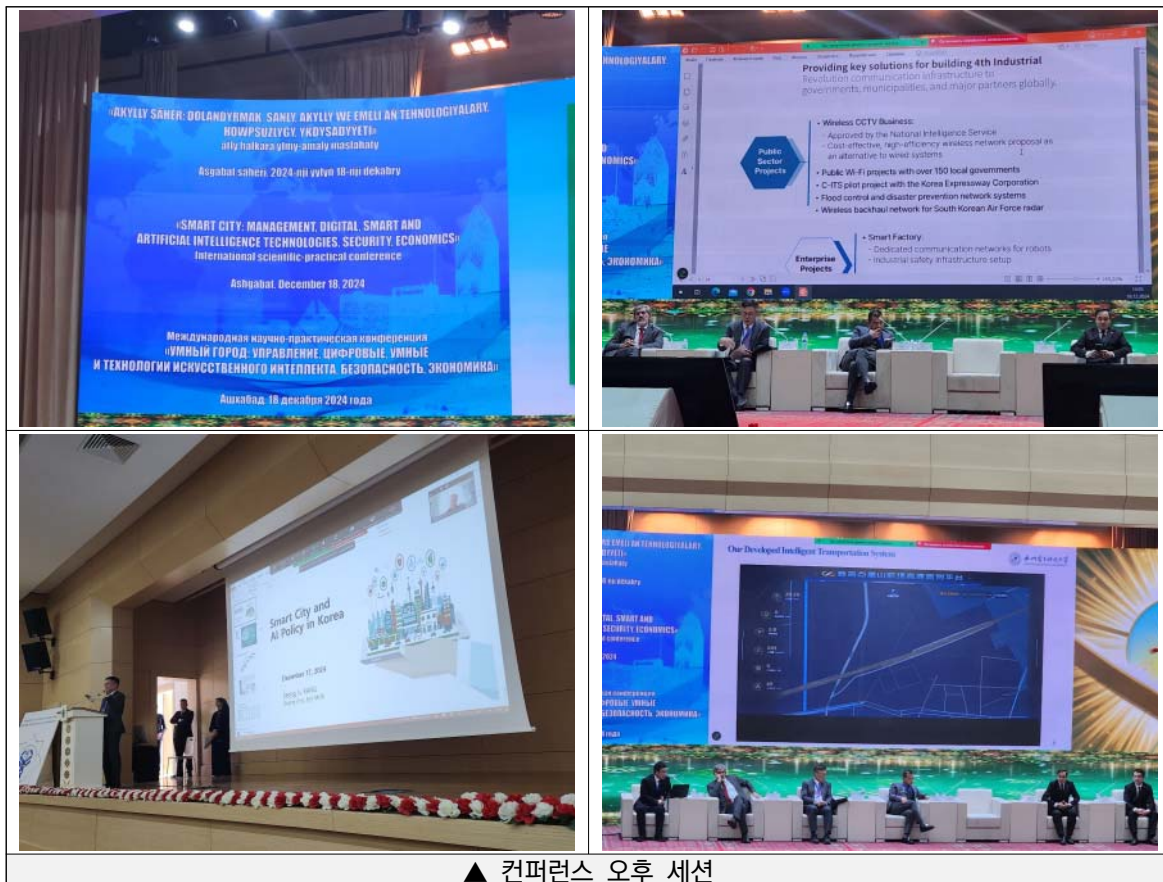 «AKYLLY ŞÄHER: DOLANDYRMAK, SANLY, AKYLLY WE EMELI AŇ TEHNOLOGIÝALARY,
HOWPSUZLYGY, YKDYSADYÝETI»
atly halkara ylmy-amaly maslahaty
Aşgabat şäheri, 2024-nji ýylyň 18-nji dekabry
«SMART CITY: MANAGEMENT, DIGITAL, SMART AND
ARTIFICIAL INTELLIGENCE TECHNOLOGIES, SECURITY, ECONOMICS»
International scientific-practical conference
Ashgabat, December 18, 2024
Международная научно-практическая конференция
«УМНЫЙ ГОРОД: УПРАВЛЕНИЕ, ЦИФРОВЫЕ, УМНЫЕ
И ТЕХНОЛОГИИ ИСКУССТВЕННОГО ИНТЕЛЛЕКТА, БЕЗОПАСНОСТЬ, ЭКОНОМИКА»
Ашхабад, 18 декабря 2024 года
Providing key solutions for building 4th Industrial
Revolution communication infrastructure to
governments, municipalities, and major partners globally.
Public
Sector
Projects
• Wireless CCTV Business:
- Approved by the National Intelligence Service
- Cost-effective, high-efficiency wireless network proposal as
an alternative to wired systems
• Public Wi-Fi projects with over 150 local governments
• C-ITS pilot project with the Korea Expressway Corporation
• Flood control and disaster prevention network systems
• Wireless backhaul network for South Korean Air Force radar
Enterprise
Projects
• Smart Factory:
- Dedicated communication networks for robots
- Industrial safety infrastructure setup
Smart City and
AI Policy in Korea
December 17, 2024
Our Developed Intelligent Transportation System
▲ 컨퍼런스 오후 세션